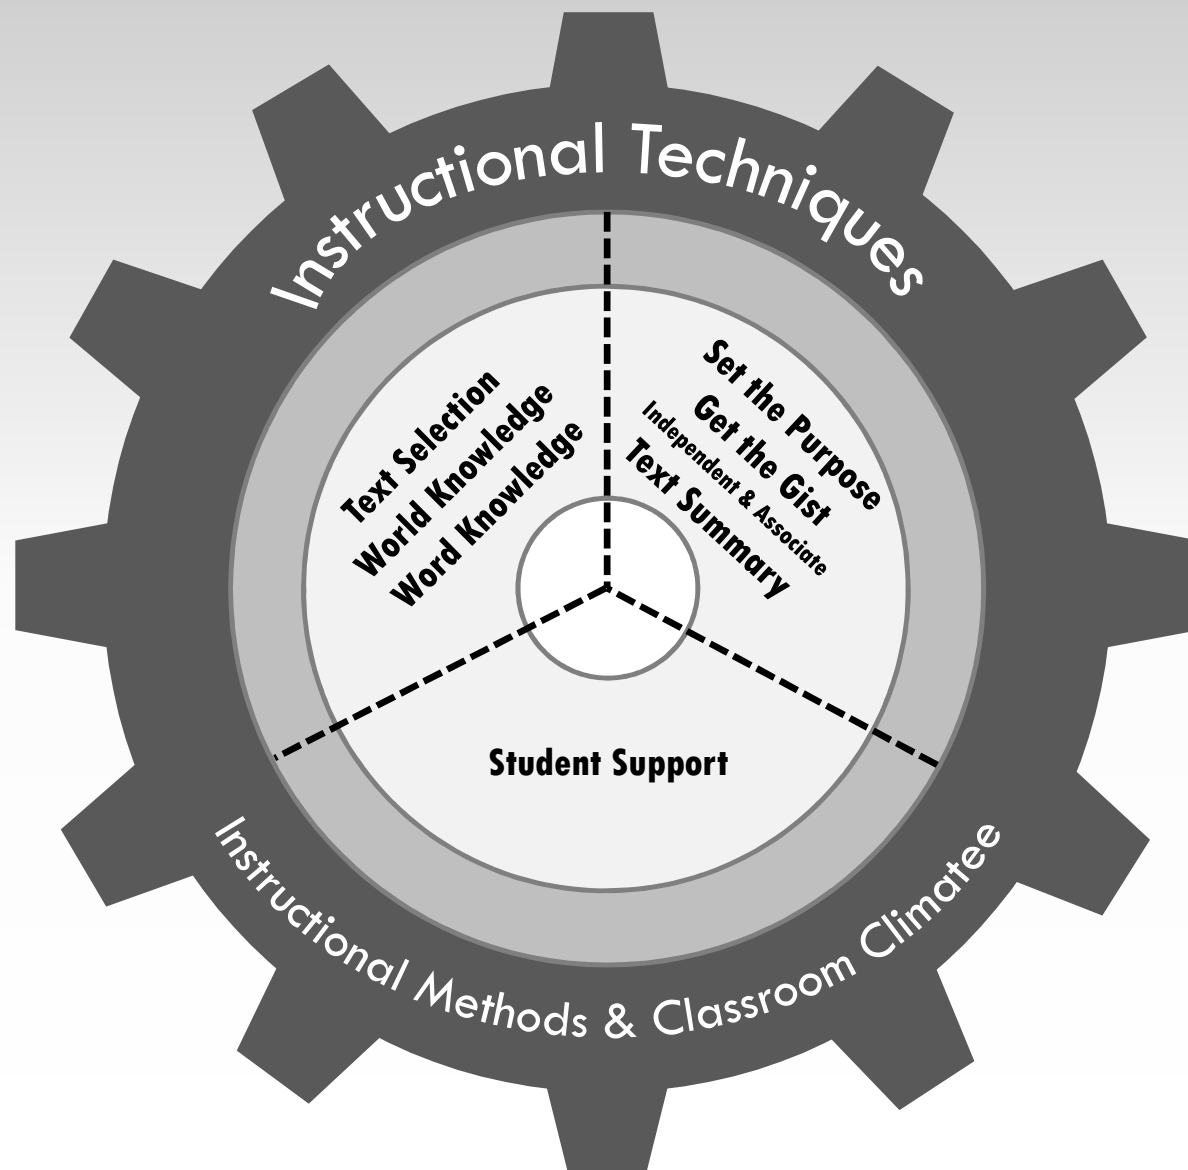 Instructional Techniques
Text Selection
World Knowledge
Word Knowledge
Set the Purpose
Get the Gist
Independent & Associate
Text Summary
Student Support
Instructional Methods & Classroom Climatee